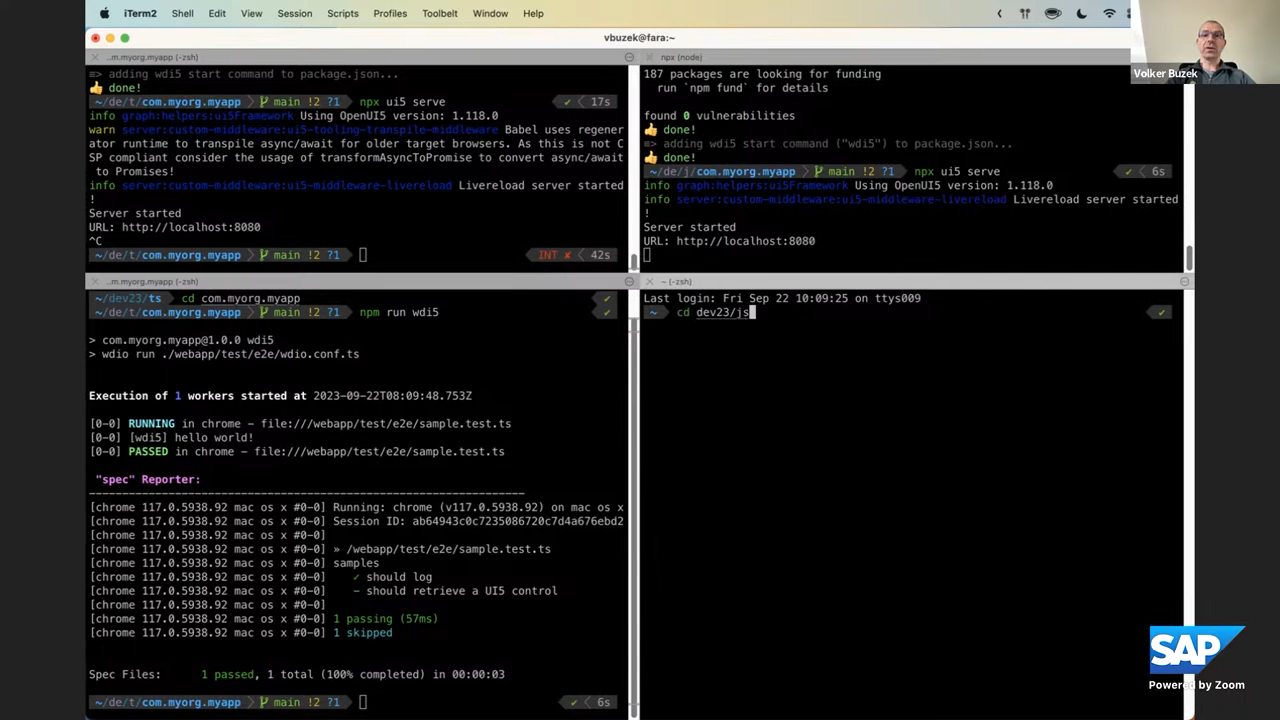 iTerm2 Shell Edit View Session Scripts Profiles Toolbelt Window Help
vbuzek@fara:~
...m.myorg.myapp (-zsh)
=> adding wdi5 start command to package.json...
👍 done!
~/de/t/com.myorg.myapp main !2 ?1 npx ui5 serve ✔ 17s
info graph:helpers:ui5Framework Using OpenUI5 version: 1.118.0
warn server:custom-middleware:ui5-tooling-transpile-middleware Babel uses regener
ator runtime to transpile async/await for older target browsers. As this is not C
SP compliant consider the usage of transformAsyncToPromise to convert async/await
to Promises!
info server:custom-middleware:ui5-middleware-livereload Livereload server started
!
Server started
URL: http://localhost:8080
^C
~/de/t/com.myorg.myapp main !2 ?1 INT ✘ 42s
npx (node)
187 packages are looking for funding
run `npm fund` for details
found 0 vulnerabilities
👍 done!
=> adding wdi5 start command ("wdi5") to package.json...
👍 done!
~/de/j/com.myorg.myapp main !2 ?1 npx ui5 serve ✔ 6s
info graph:helpers:ui5Framework Using OpenUI5 version: 1.118.0
info server:custom-middleware:ui5-middleware-livereload Livereload server started
!
Server started
URL: http://localhost:8080
...m.myorg.myapp (-zsh)
~/dev23/ts cd com.myorg.myapp ✔
~/de/t/com.myorg.myapp main !2 ?1 npm run wdi5 ✔
> com.myorg.myapp@1.0.0 wdi5
> wdio run ./webapp/test/e2e/wdio.conf.ts
Execution of 1 workers started at 2023-09-22T08:09:48.753Z
[0-0] RUNNING in chrome - file:///webapp/test/e2e/sample.test.ts
[0-0] [wdi5] hello world!
[0-0] PASSED in chrome - file:///webapp/test/e2e/sample.test.ts
"spec" Reporter:
------------------------------------------------------------------
[chrome 117.0.5938.92 mac os x #0-0] Running: chrome (v117.0.5938.92) on mac os x
[chrome 117.0.5938.92 mac os x #0-0] Session ID: ab64943c0c7235086720c7d4a676ebd2
[chrome 117.0.5938.92 mac os x #0-0]
[chrome 117.0.5938.92 mac os x #0-0] » /webapp/test/e2e/sample.test.ts
[chrome 117.0.5938.92 mac os x #0-0] samples
[chrome 117.0.5938.92 mac os x #0-0] ✓ should log
[chrome 117.0.5938.92 mac os x #0-0] - should retrieve a UI5 control
[chrome 117.0.5938.92 mac os x #0-0]
[chrome 117.0.5938.92 mac os x #0-0] 1 passing (57ms)
[chrome 117.0.5938.92 mac os x #0-0] 1 skipped
Spec Files: 1 passed, 1 total (100% completed) in 00:00:03
~/de/t/com.myorg.myapp main !2 ?1 ✔ 6s
~ (-zsh)
Last login: Fri Sep 22 10:09:25 on ttys009
~ cd dev23/js ✔
Volker Buzek
SAP
Powered by Zoom